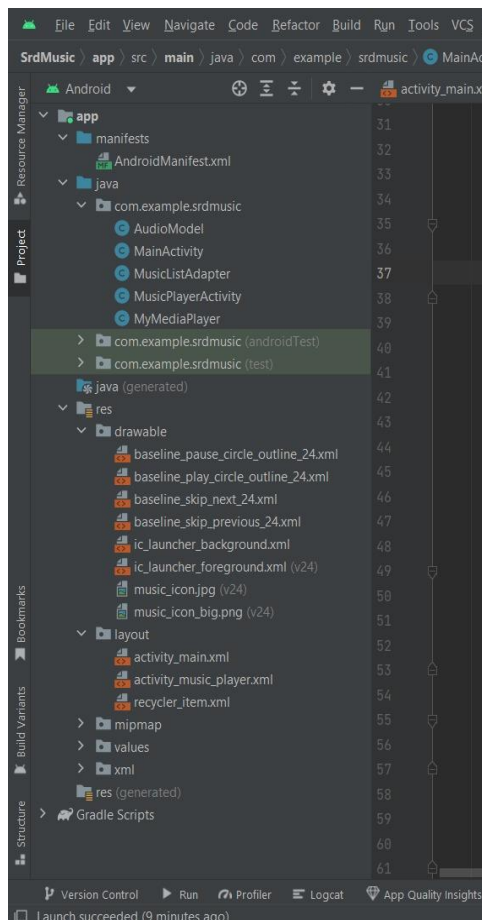 File Edit View Navigate Code Refactor Build Run Tools VCS
SrdMusic app src main java com example srdmusic MainAc
Android activity_main.x
Resource Manager
Project
Bookmarks
Build Variants
Structure
app
manifests
AndroidManifest.xml
java
com.example.srdmusic
AudioModel
MainActivity
MusicListAdapter
MusicPlayerActivity
MyMediaPlayer
com.example.srdmusic (androidTest)
com.example.srdmusic (test)
java (generated)
res
drawable
baseline_pause_circle_outline_24.xml
baseline_play_circle_outline_24.xml
baseline_skip_next_24.xml
baseline_skip_previous_24.xml
ic_launcher_background.xml
ic_launcher_foreground.xml (v24)
music_icon.jpg (v24)
music_icon_big.png (v24)
layout
activity_main.xml
activity_music_player.xml
recycler_item.xml
mipmap
values
xml
res (generated)
Gradle Scripts
31
32
33
34
35
36
37
38
39
40
41
42
43
44
45
46
47
48
49
50
51
52
53
54
55
56
57
58
59
60
61
Version Control Run Profiler Logcat App Quality Insights
Launch succeeded (9 minutes ago)